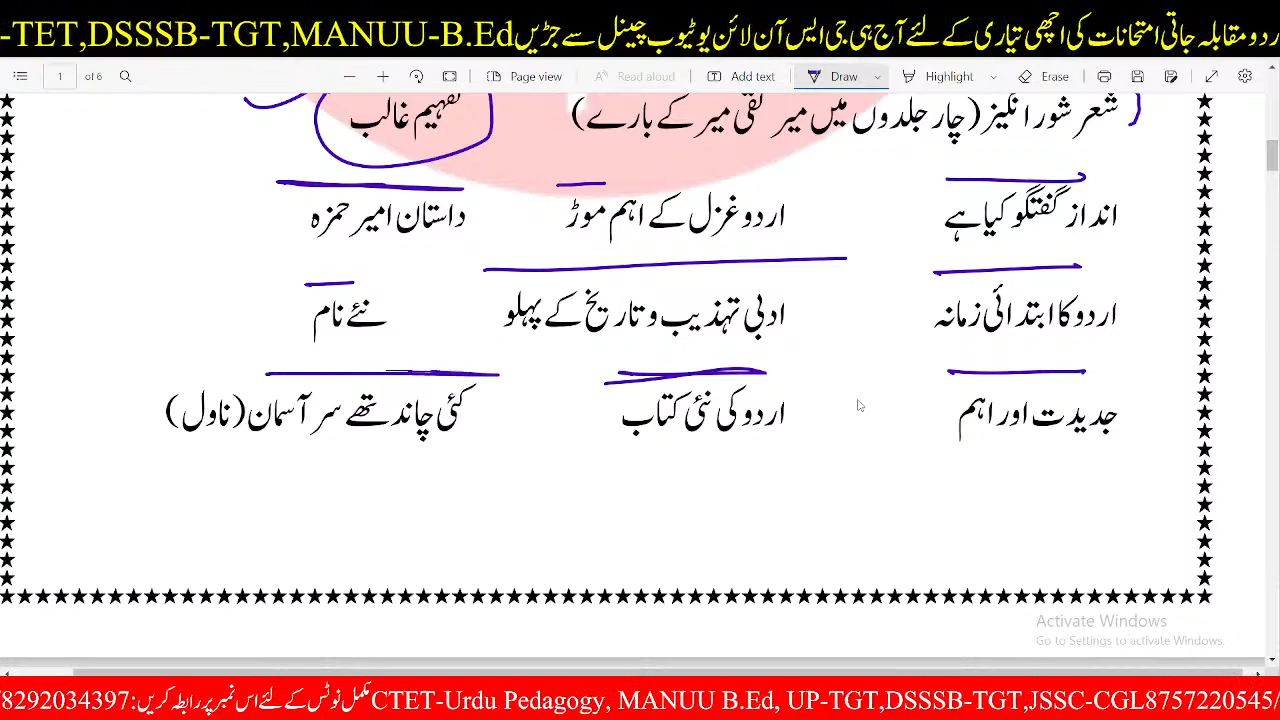 ردو مقابلہ جاتی امتحانات کی اچھی تیاری کے لئے آج ہی جی ایس آن لائن یوٹیوب چینل سے جڑیں -TET,DSSSB-TGT,MANUU-B.Ed
1 of 6 Page view Read aloud Add text Draw Highlight Erase
شعر شور انگیز (چار جلدوں میں میر تقی میر کے بارے) تفہیم غالب
انداز گفتگو کیا ہے اردو غزل کے اہم موڑ داستان امیر حمزہ
اردو کا ابتدائی زمانہ ادبی تہذیب و تاریخ کے پہلو نئے نام
جدیدت اور اہم اردو کی نئی کتاب کئی چاند تھے سر آسمان (ناول)
Activate Windows
Go to Settings to activate Windows.
CTET-Urdu Pedagogy, MANUU B.Ed, UP-TGT,DSSSB-TGT,JSSC-CGL مکمل نوٹس کے لئے اس نمبر پر رابطہ کریں: 8757220545/8292034397